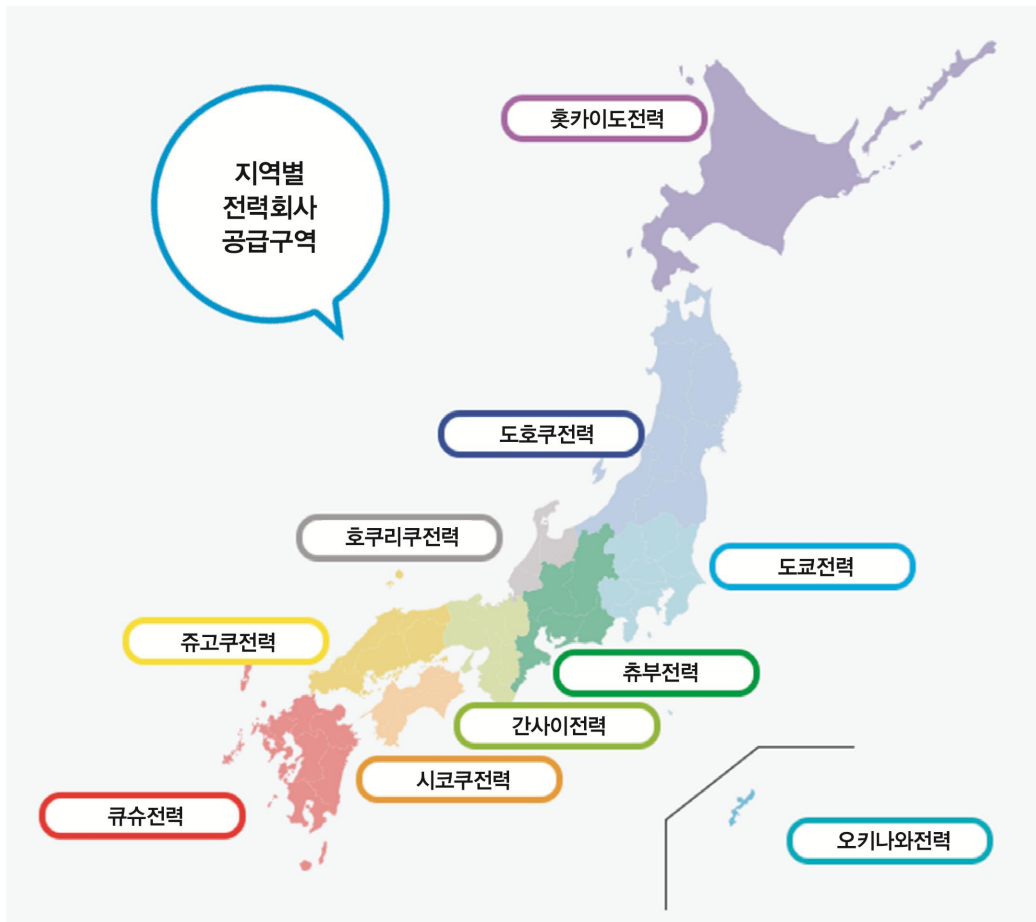 지역별
전력회사
공급구역
홋카이도전력
도호쿠전력
호쿠리쿠전력
도쿄전력
쥬고쿠전력
츄부전력
간사이전력
시코쿠전력
큐슈전력
오키나와전력